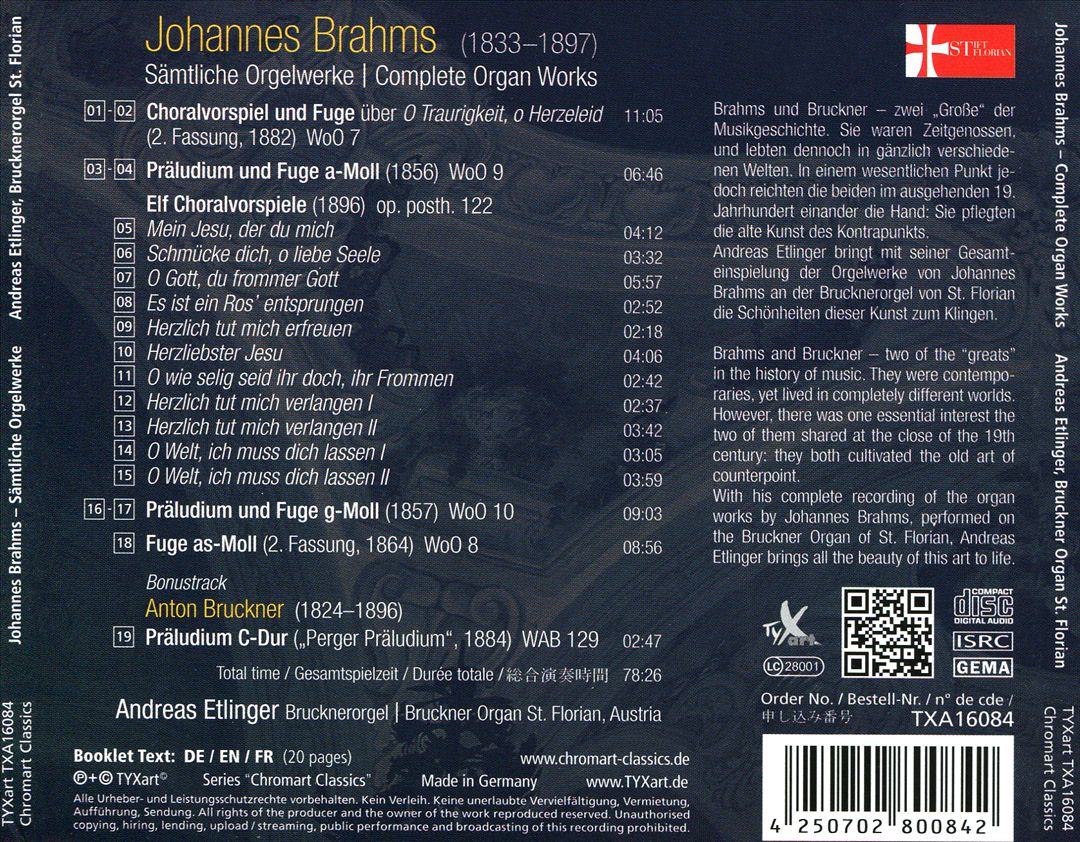 Johannes Brahms – Sämtliche Orgelwerke Andreas Etlinger, Brucknerorgel St. Florian
TYXart TXA16084
Chromart Classics
Johannes Brahms (1833–1897)
Sämtliche Orgelwerke | Complete Organ Works
01 - 02 Choralvorspiel und Fuge über O Traurigkeit, o Herzeleid 11:05
(2. Fassung, 1882) WoO 7
03 - 04 Präludium und Fuge a-Moll (1856) WoO 9 06:46
Elf Choralvorspiele (1896) op. posth. 122
05 Mein Jesu, der du mich 04:12
06 Schmücke dich, o liebe Seele 03:32
07 O Gott, du frommer Gott 05:57
08 Es ist ein Ros' entsprungen 02:52
09 Herzlich tut mich erfreuen 02:18
10 Herzliebster Jesu 04:06
11 O wie selig seid ihr doch, ihr Frommen 02:42
12 Herzlich tut mich verlangen I 02:37
13 Herzlich tut mich verlangen II 03:42
14 O Welt, ich muss dich lassen I 03:05
15 O Welt, ich muss dich lassen II 03:59
16 - 17 Präludium und Fuge g-Moll (1857) WoO 10 09:03
18 Fuge as-Moll (2. Fassung, 1864) WoO 8 08:56
Bonustrack
Anton Bruckner (1824–1896)
19 Präludium C-Dur („Perger Präludium“, 1884) WAB 129 02:47
Total time / Gesamtspielzeit / Durée totale / 総合演奏時間 78:26
Andreas Etlinger Brucknerorgel | Bruckner Organ St. Florian, Austria
Booklet Text: DE / EN / FR (20 pages) www.chromart-classics.de
℗ + © TYXart© Series “Chromart Classics” Made in Germany www.TYXart.de
Alle Urheber- und Leistungsschutzrechte vorbehalten. Kein Verleih. Keine unerlaubte Vervielfältigung, Vermietung,
Aufführung, Sendung. All rights of the producer and the owner of the work reproduced reserved. Unauthorised
copying, hiring, lending, upload / streaming, public performance and broadcasting of this recording prohibited.
STIFT
FLORIAN
Brahms und Bruckner – zwei „Große“ der
Musikgeschichte. Sie waren Zeitgenossen,
und lebten dennoch in gänzlich verschiede-
nen Welten. In einem wesentlichen Punkt je-
doch reichten die beiden im ausgehenden 19.
Jahrhundert einander die Hand: Sie pflegten
die alte Kunst des Kontrapunkts.
Andreas Etlinger bringt mit seiner Gesamt-
einspielung der Orgelwerke von Johannes
Brahms an der Brucknerorgel von St. Florian
die Schönheiten dieser Kunst zum Klingen.
Brahms and Bruckner – two of the “greats”
in the history of music. They were contempo-
raries, yet lived in completely different worlds.
However, there was one essential interest the
two of them shared at the close of the 19th
century: they both cultivated the old art of
counterpoint.
With his complete recording of the organ
works by Johannes Brahms, performed on
the Bruckner Organ of St. Florian, Andreas
Etlinger brings all the beauty of this art to life.
TYXart
LC 28001
COMPACT
disc
DIGITAL AUDIO
ISRC
GEMA
Order No. / Bestell-Nr. / n° de cde /
申し込み番号 TXA16084
4 250702 800842
Johannes Brahms – Complete Organ Works Andreas Etlinger, Bruckner Organ St. Florian
TYXart TXA16084
Chromart Classics